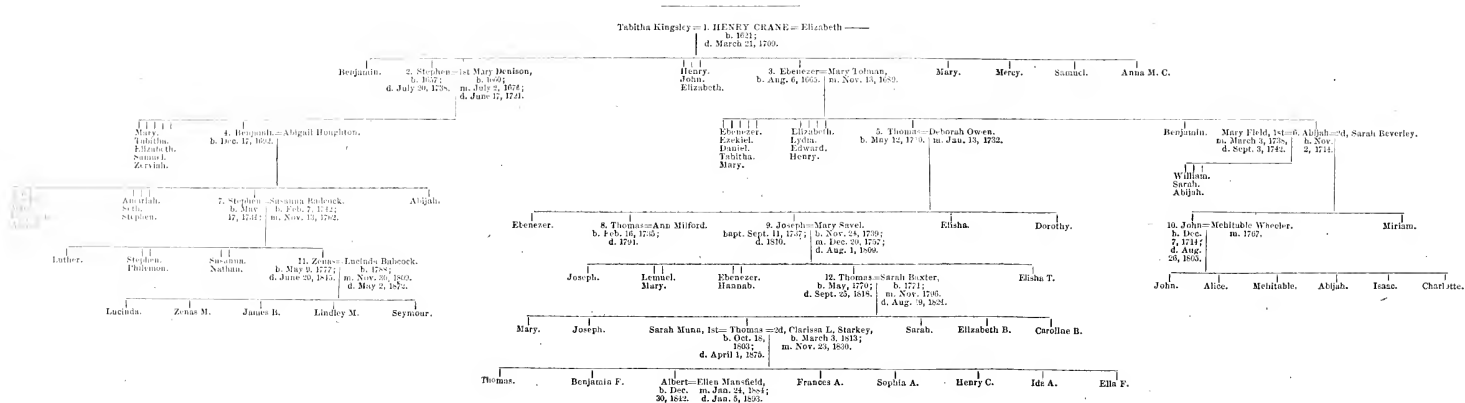 Tabitha Kingsley = 1. HENRY CRANE = Elizabeth ——
b. 1621;
d. March 21, 1709.
Benjamin. 2. Stephen=1st Mary Denison, Henry. 3. Ebenezer=Mary Tolman, Mary. Mercy. Samuel. Anna M. C.
b. 1657; b. 1660; John. b. Aug. 6, 1665. m. Nov. 13, 1689.
d. July 20, 1738. m. July 2, 1676; Elizabeth.
d. June 17, 1721.
Mary. 4. Benjamin.=Abigail Houghton. Ebenezer. Elizabeth. 5. Thomas=Deborah Owen. Benjamin. Mary Field, 1st=6. Abijah=2d, Sarah Beverley.
Tabitha. b. Dec. 17, 1692. Ezekiel. Lydia. b. May 12, m. Jan. 13, 1732. m. March 3, 1738, b. Nov.
Elizabeth. Daniel. Edward. d. Sept. 3, 1742. 2, 1714.
Samuel. Tabitha. Henry.
Zerviah. Mary.
William.
Sarah.
Abijah.
Amariah. 7. Stephen=Susanna Badcock. Abijah.
Seth. b. May b. Feb. 7, 1742;
Stephen. 17, 1734; m. Nov. 13, 1762.
Ebenezer. 8. Thomas=Ann Milford. 9. Joseph=Mary Savel. Elisha. Dorothy. 10. John=Mehitable Wheeler. Miriam.
b. Feb. 16, 1735; bapt. Sept. 11, 1737; b. Nov. 24, 1739; b. Dec. m. 1767.
d. 1791. d. 1810. m. Dec. 20, 1757; 7, 1744;
d. Aug. 1, 1809. d. Aug.
26, 1805.
Luther. Stephen. Susanna. 11. Zenas=Lucinda Babcock.
Philemon. Nathan. b. May 9, 1777; b. 1788;
d. June 20, 1845. m. Nov. 30, 1809.
d. May 2, 1872.
Joseph. Lemuel. Ebenezer. 12. Thomas=Sarah Baxter, Elisha T. John. Alice. Mehitable. Abijah. Isaac. Charlotte.
Mary. Hannah. b. May, 1770; b. 1771;
d. Sept. 25, 1818. m. Nov. 1796.
d. Aug. 1824.
Lucinda. Zenas M. James B. Lindley M. Seymour.
Mary. Joseph. Sarah Munn, 1st= Thomas =2d, Clarissa L. Starkey, Sarah. Elizabeth B. Caroline B.
b. Oct. 18, b. March 3, 1813;
1803; m. Nov. 23, 1830.
d. April 1, 1875.
Thomas. Benjamin F. Albert=Ellen Mansfield, Frances A. Sophia A. Henry C. Ida A. Ella F.
b. Dec. m. Jan. 24, 1884;
30, 1842. d. Jan. 5, 1893.